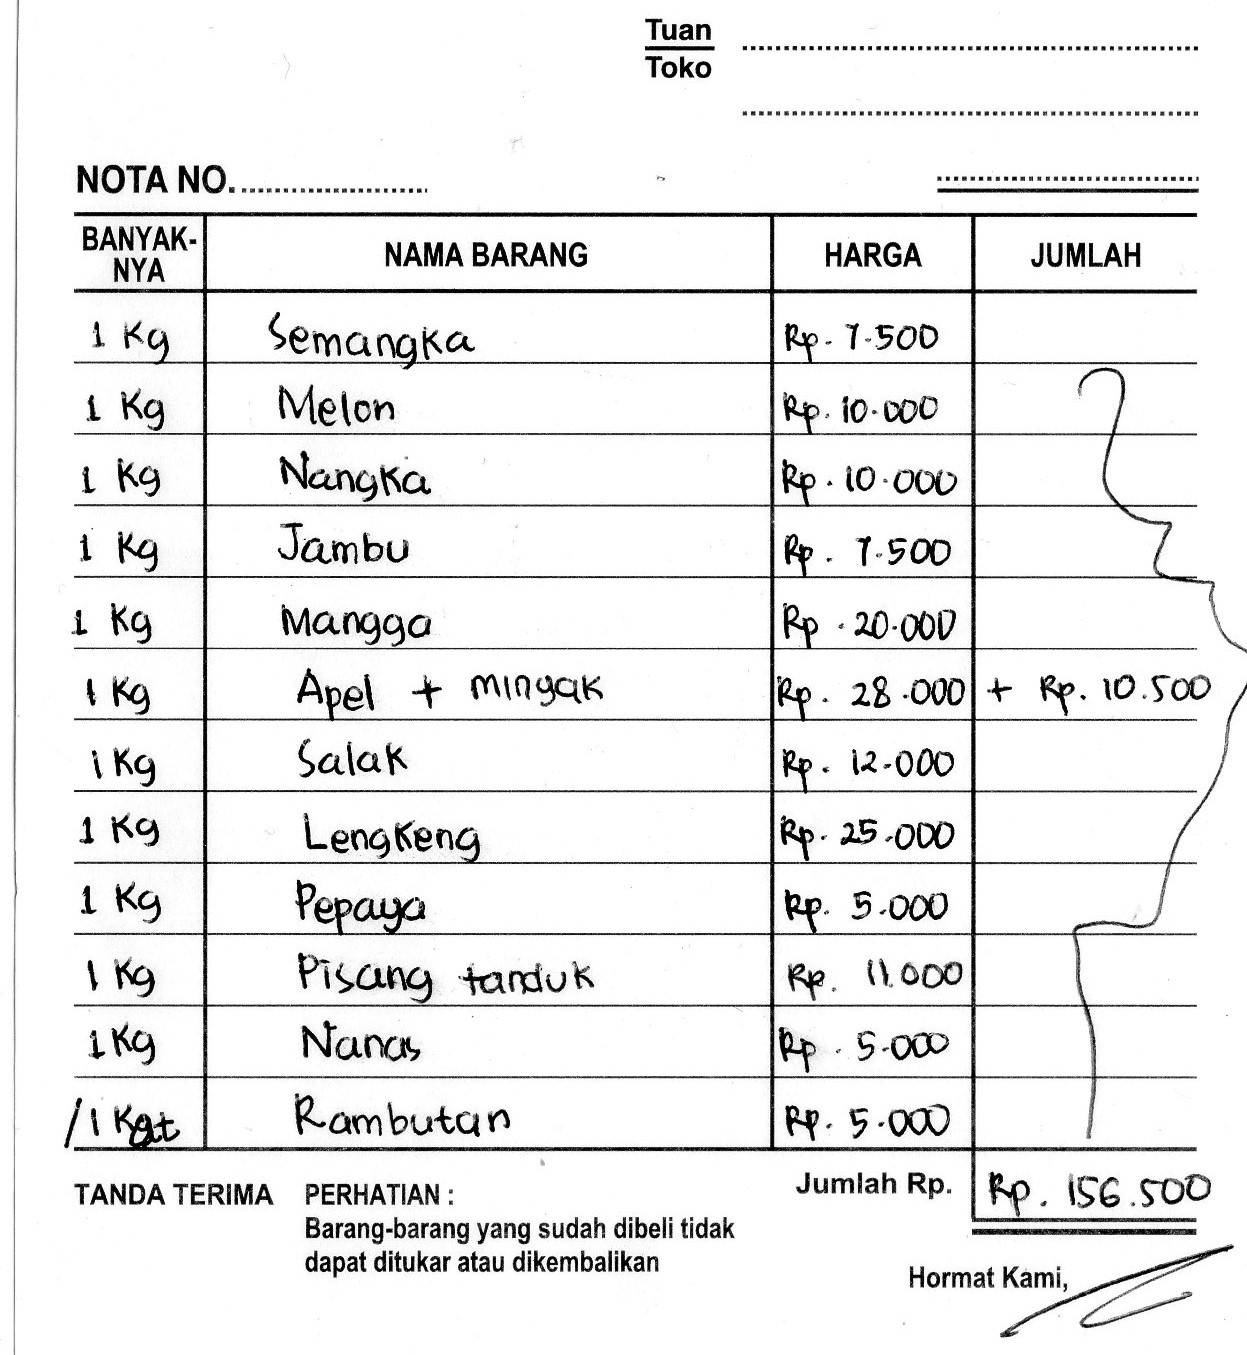 Tuan
Toko
NOTA NO.
BANYAK-NYA NAMA BARANG HARGA JUMLAH
1 Kg Semangka Rp. 7.500
1 Kg Melon Rp. 10.000
1 Kg Nangka Rp. 10.000
1 Kg Jambu Rp. 7.500
1 Kg Mangga Rp. 20.000
1 Kg Apel + minyak Rp. 28.000 + Rp. 10.500
1 Kg Salak Rp. 12.000
1 Kg Lengkeng Rp. 25.000
1 Kg Pepaya Rp. 5.000
1 Kg Pisang tanduk Rp. 11.000
1 Kg Nanas Rp. 5.000
Rambutan Rp. 5.000
Jumlah Rp. Rp. 156.500
TANDA TERIMA PERHATIAN :
Barang-barang yang sudah dibeli tidak
dapat ditukar atau dikembalikan
Hormat Kami,